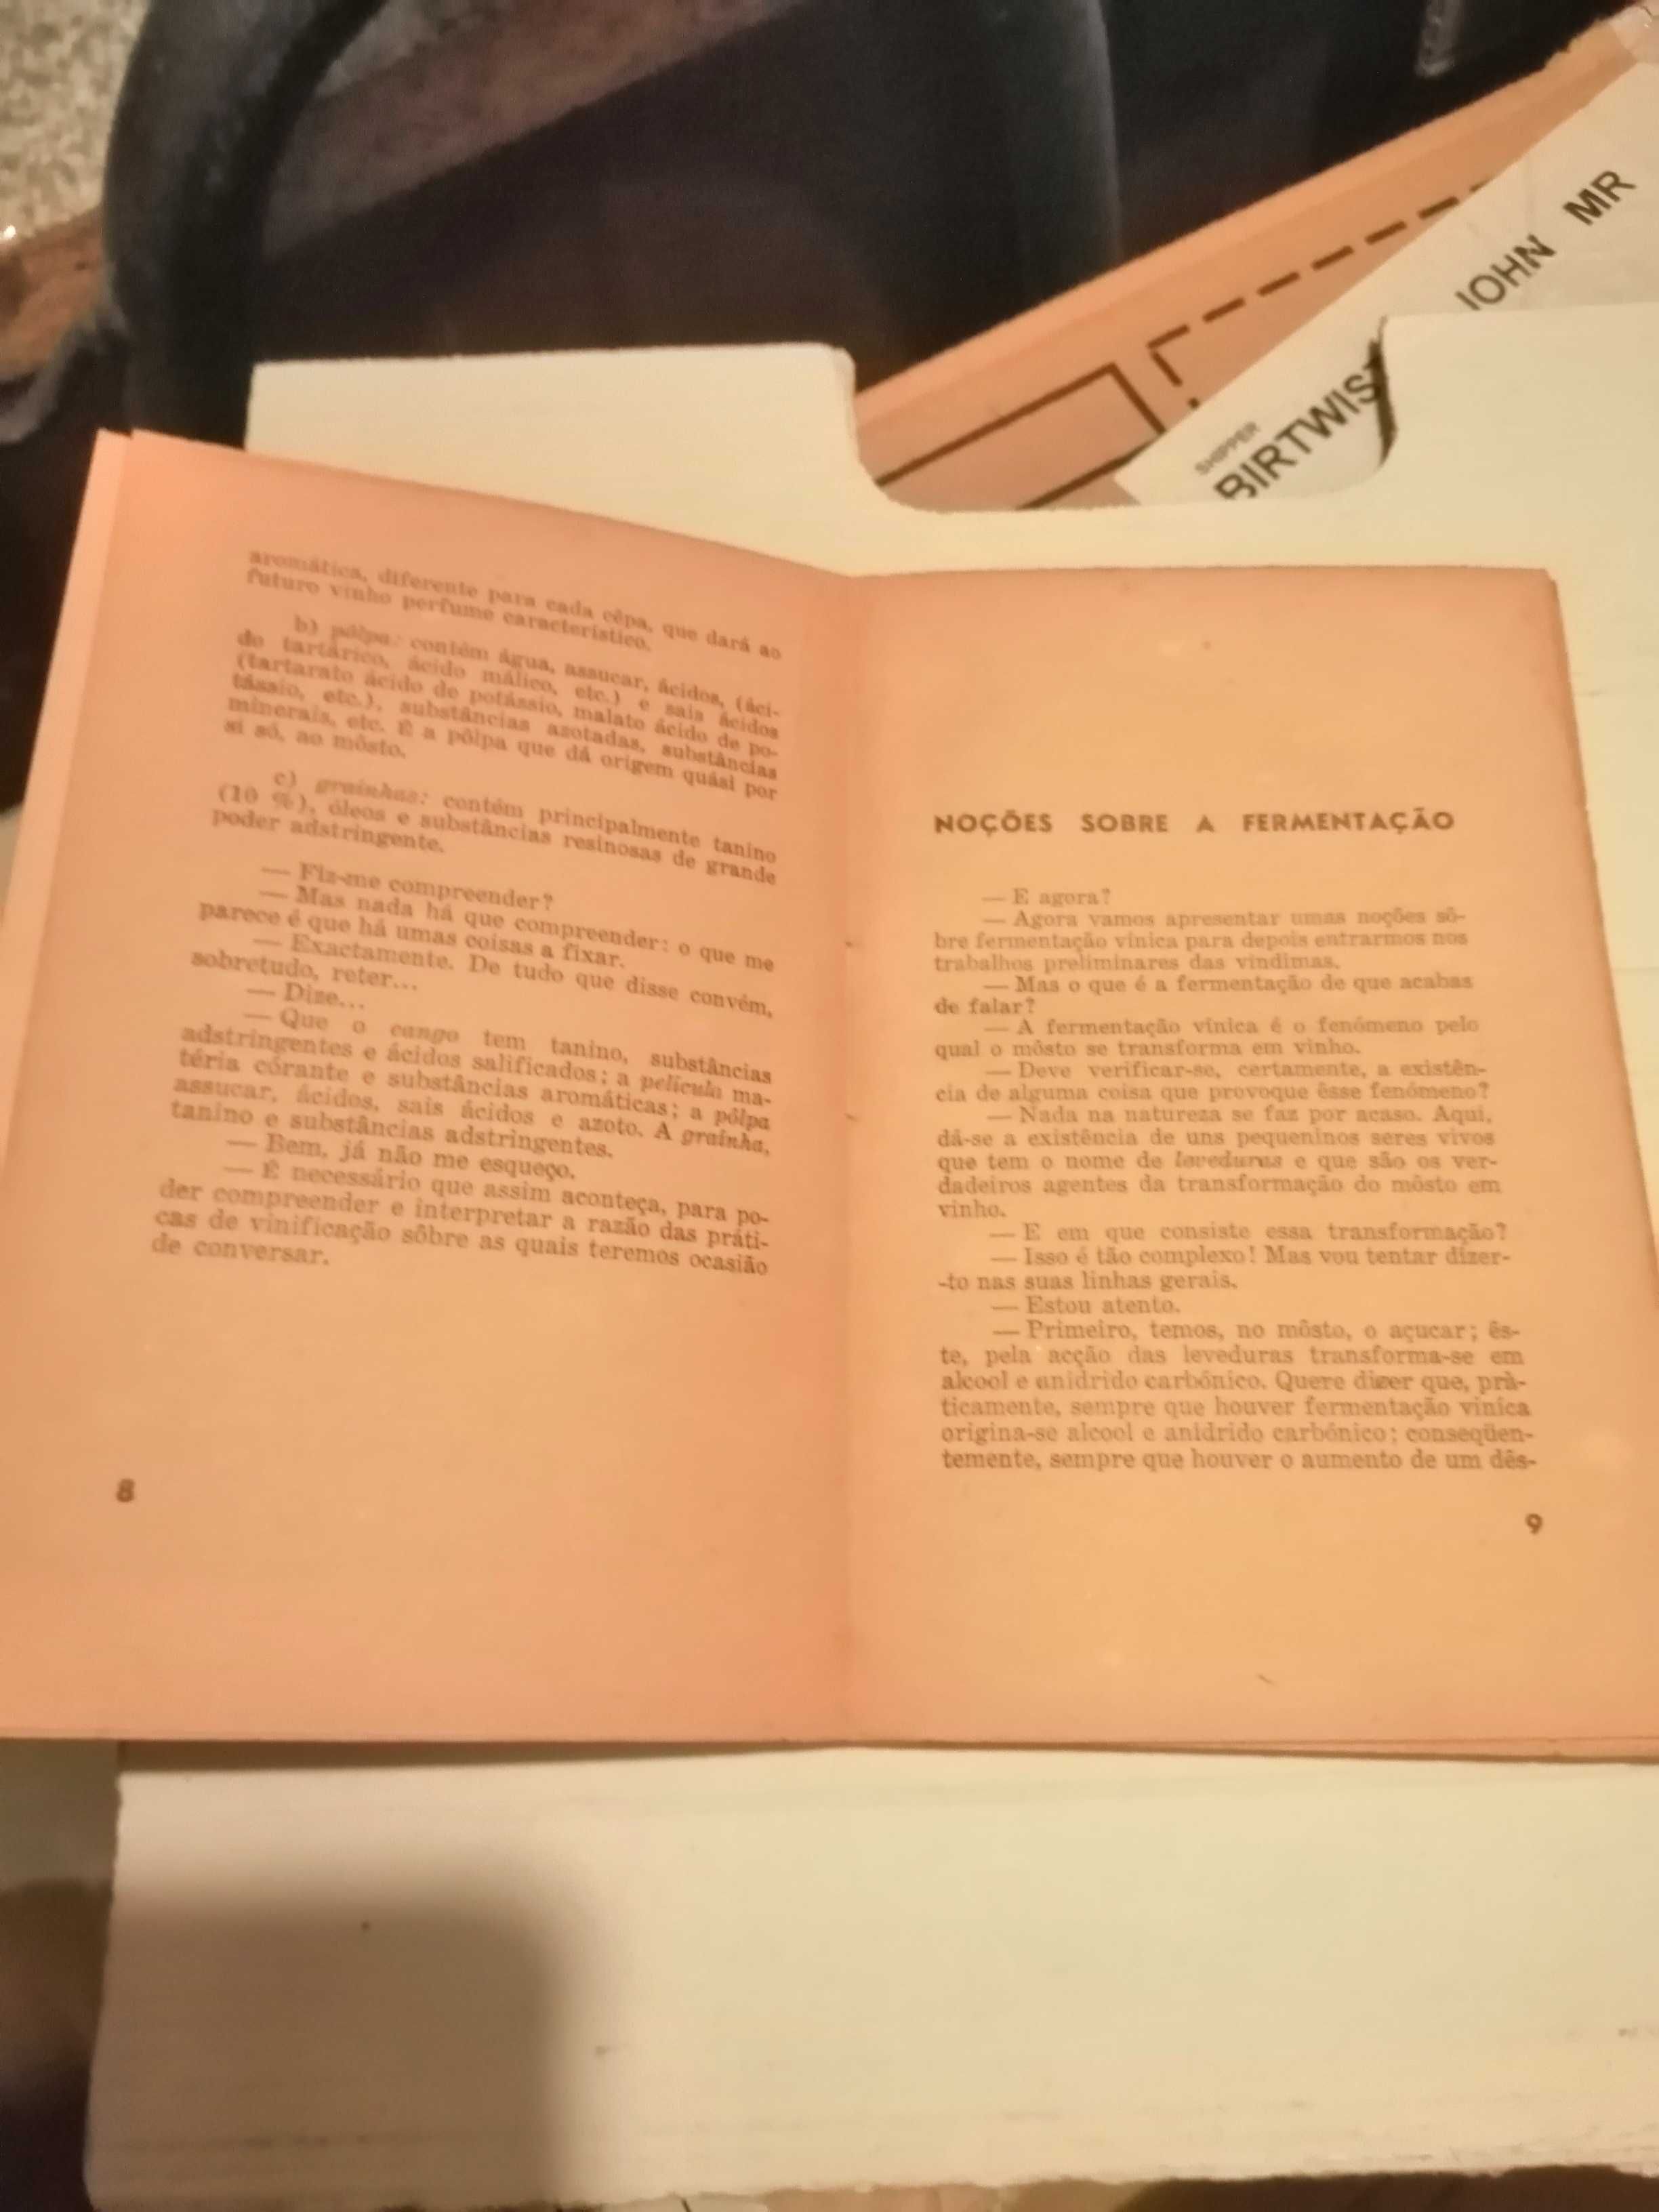 SHIPPER
BIRTWIS
IOHN MR
aromática, diferente para cada cêpa, que dará ao
futuro vinho perfume característico.
b) pôlpa: contém água, assucar, ácidos, (áci-
do tartárico, ácido málico, etc.) e sais ácidos
(tartarato ácido de potássio, malato ácido de po-
tássio, etc.), substâncias azotadas, substâncias
minerais, etc. É a pôlpa que dá origem quási por
si só, ao môsto.
c) grainhas: contém principalmente tanino
(10 %), óleos e substâncias resinosas de grande
poder adstringente.
— Fiz-me compreender?
— Mas nada há que compreender: o que me
parece é que há umas coisas a fixar.
— Exactamente. De tudo que disse convém,
sobretudo, reter...
— Dize...
— Que o cango tem tanino, substâncias
adstringentes e ácidos salificados; a película ma-
téria córante e substâncias aromáticas; a pôlpa
assucar, ácidos, sais ácidos e azoto. A grainha,
tanino e substâncias adstringentes.
— Bem, já não me esqueço.
— É necessário que assim aconteça, para po-
der compreender e interpretar a razão das práti-
cas de vinificação sôbre as quais teremos ocasião
de conversar.
8
NOÇÕES SOBRE A FERMENTAÇÃO
— E agora?
— Agora vamos apresentar umas noções sô-
bre fermentação vínica para depois entrarmos nos
trabalhos preliminares das vindimas.
— Mas o que é a fermentação de que acabas
de falar?
— A fermentação vínica é o fenómeno pelo
qual o môsto se transforma em vinho.
— Deve verificar-se, certamente, a existên-
cia de alguma coisa que provoque êsse fenómeno?
— Nada na natureza se faz por acaso. Aqui,
dá-se a existência de uns pequeninos seres vivos
que tem o nome de leveduras e que são os ver-
dadeiros agentes da transformação do môsto em
vinho.
— E em que consiste essa transformação?
— Isso é tão complexo! Mas vou tentar dizer-
-to nas suas linhas gerais.
— Estou atento.
— Primeiro, temos, no môsto, o açucar; ês-
te, pela acção das leveduras transforma-se em
alcool e anidrido carbónico. Quere dizer que, prà-
ticamente, sempre que houver fermentação vínica
origina-se alcool e anidrido carbónico; conseqüen-
temente, sempre que houver o aumento de um dês-
9